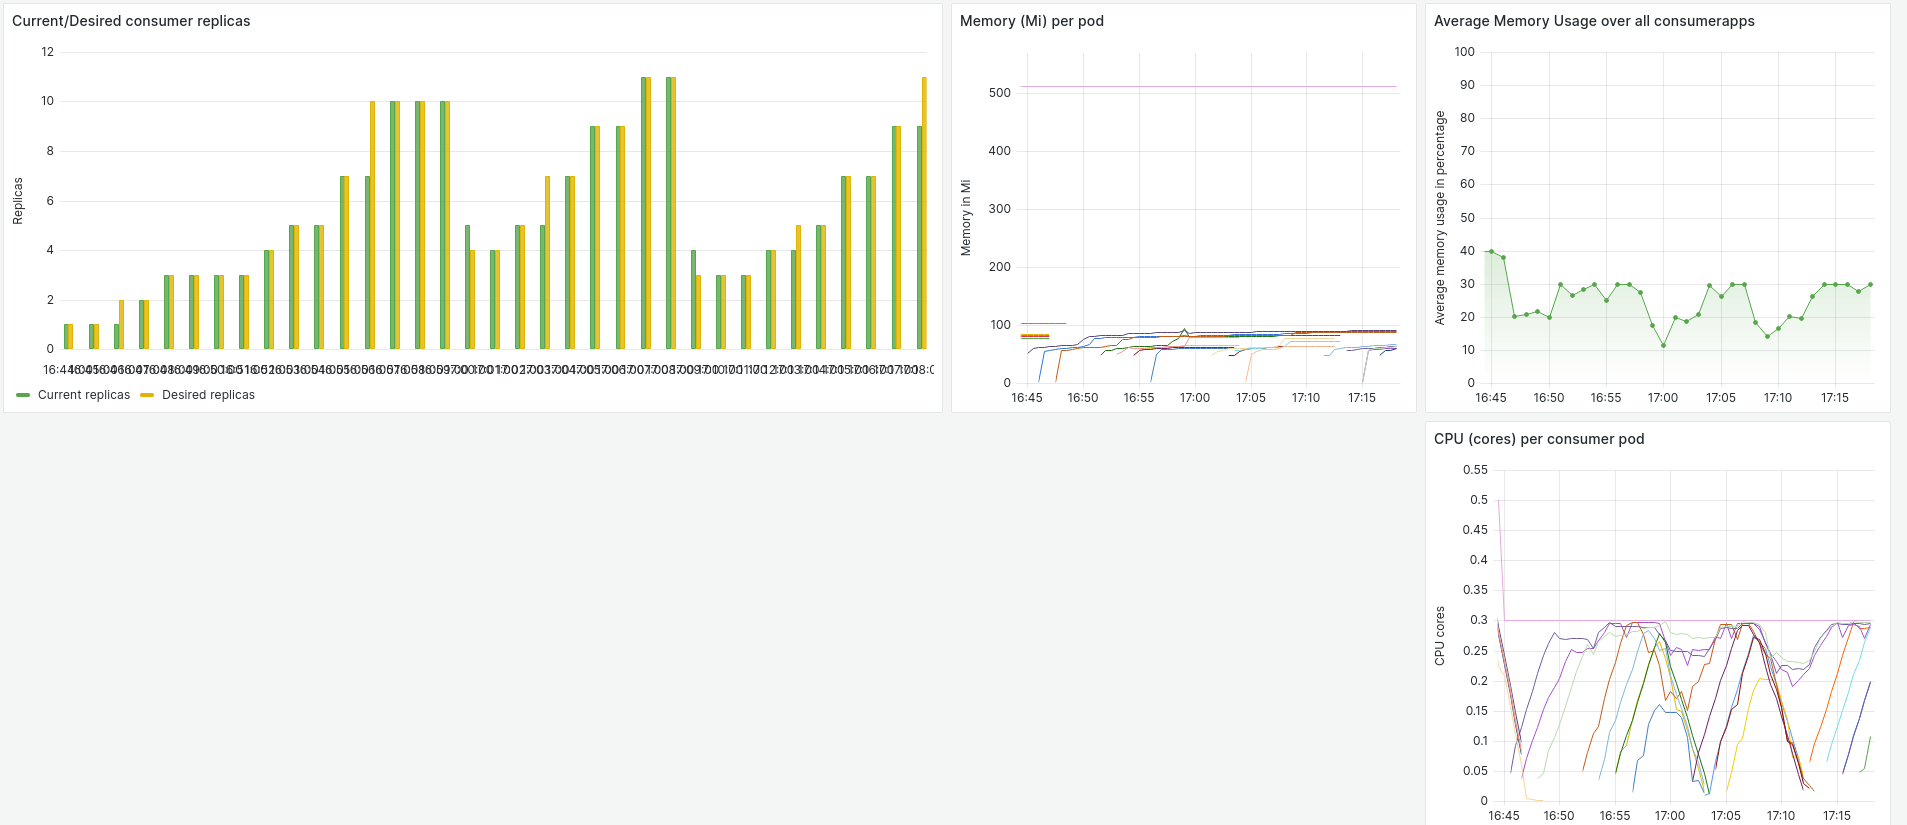 Current/Desired consumer replicas
12
10
8
6
4
2
0
Replicas
Current replicas
Desired replicas
Memory (Mi) per pod
500
400
300
200
100
0
Memory in Mi
16:45 16:50 16:55 17:00 17:05 17:10 17:15
Average Memory Usage over all consumerapps
100
90
80
70
60
50
40
30
20
10
0
Average memory usage in percentage
16:45 16:50 16:55 17:00 17:05 17:10 17:15
CPU (cores) per consumer pod
0.55
0.5
0.45
0.4
0.35
0.3
0.25
0.2
0.15
0.1
0.05
0
CPU cores
16:45 16:50 16:55 17:00 17:05 17:10 17:15